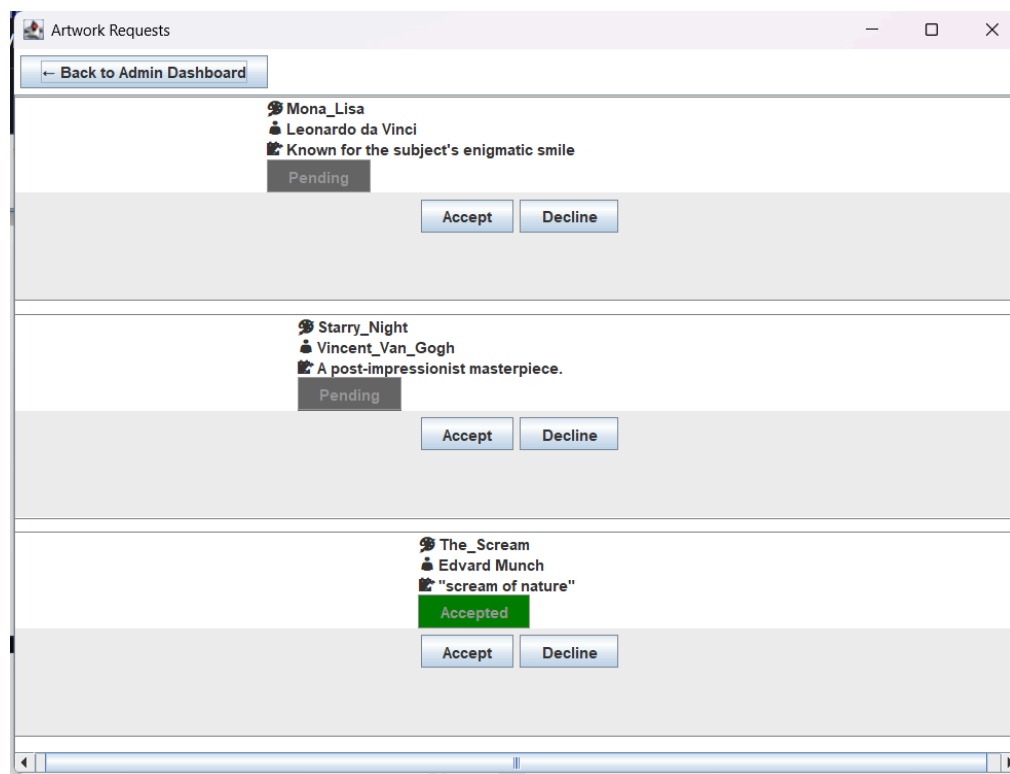 Artwork Requests
← Back to Admin Dashboard
Mona_Lisa
Leonardo da Vinci
Known for the subject's enigmatic smile
Pending
Accept Decline
Starry_Night
Vincent_Van_Gogh
A post-impressionist masterpiece.
Pending
Accept Decline
The_Scream
Edvard Munch
"scream of nature"
Accepted
Accept Decline